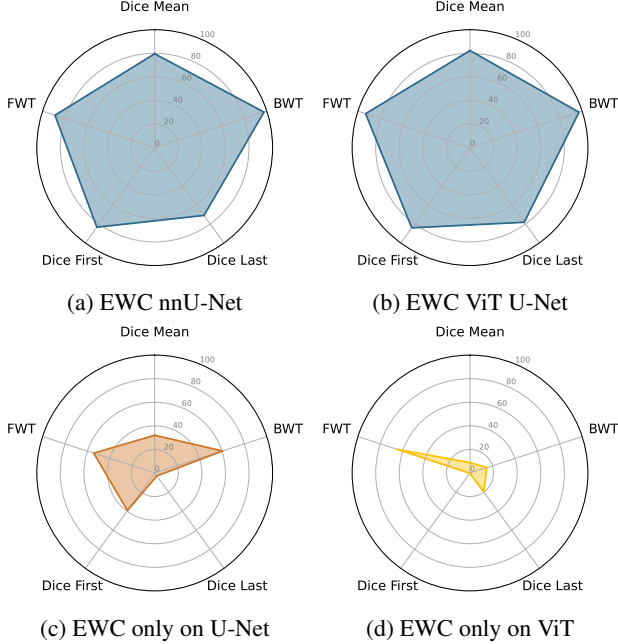 Dice Mean
Dice Mean
100
100
80
80
60
60
FWT
BWT
FWT
BWT
40
40
20
20
0
0
Dice First
Dice Last
Dice First
Dice Last
(a) EWC nnU-Net
(b) EWC ViT U-Net
Dice Mean
Dice Mean
100
100
80
80
60
60
FWT
BWT
FWT
BWT
40
40
20
20
0
0
Dice First
Dice Last
Dice First
Dice Last
(c) EWC only on U-Net
(d) EWC only on ViT